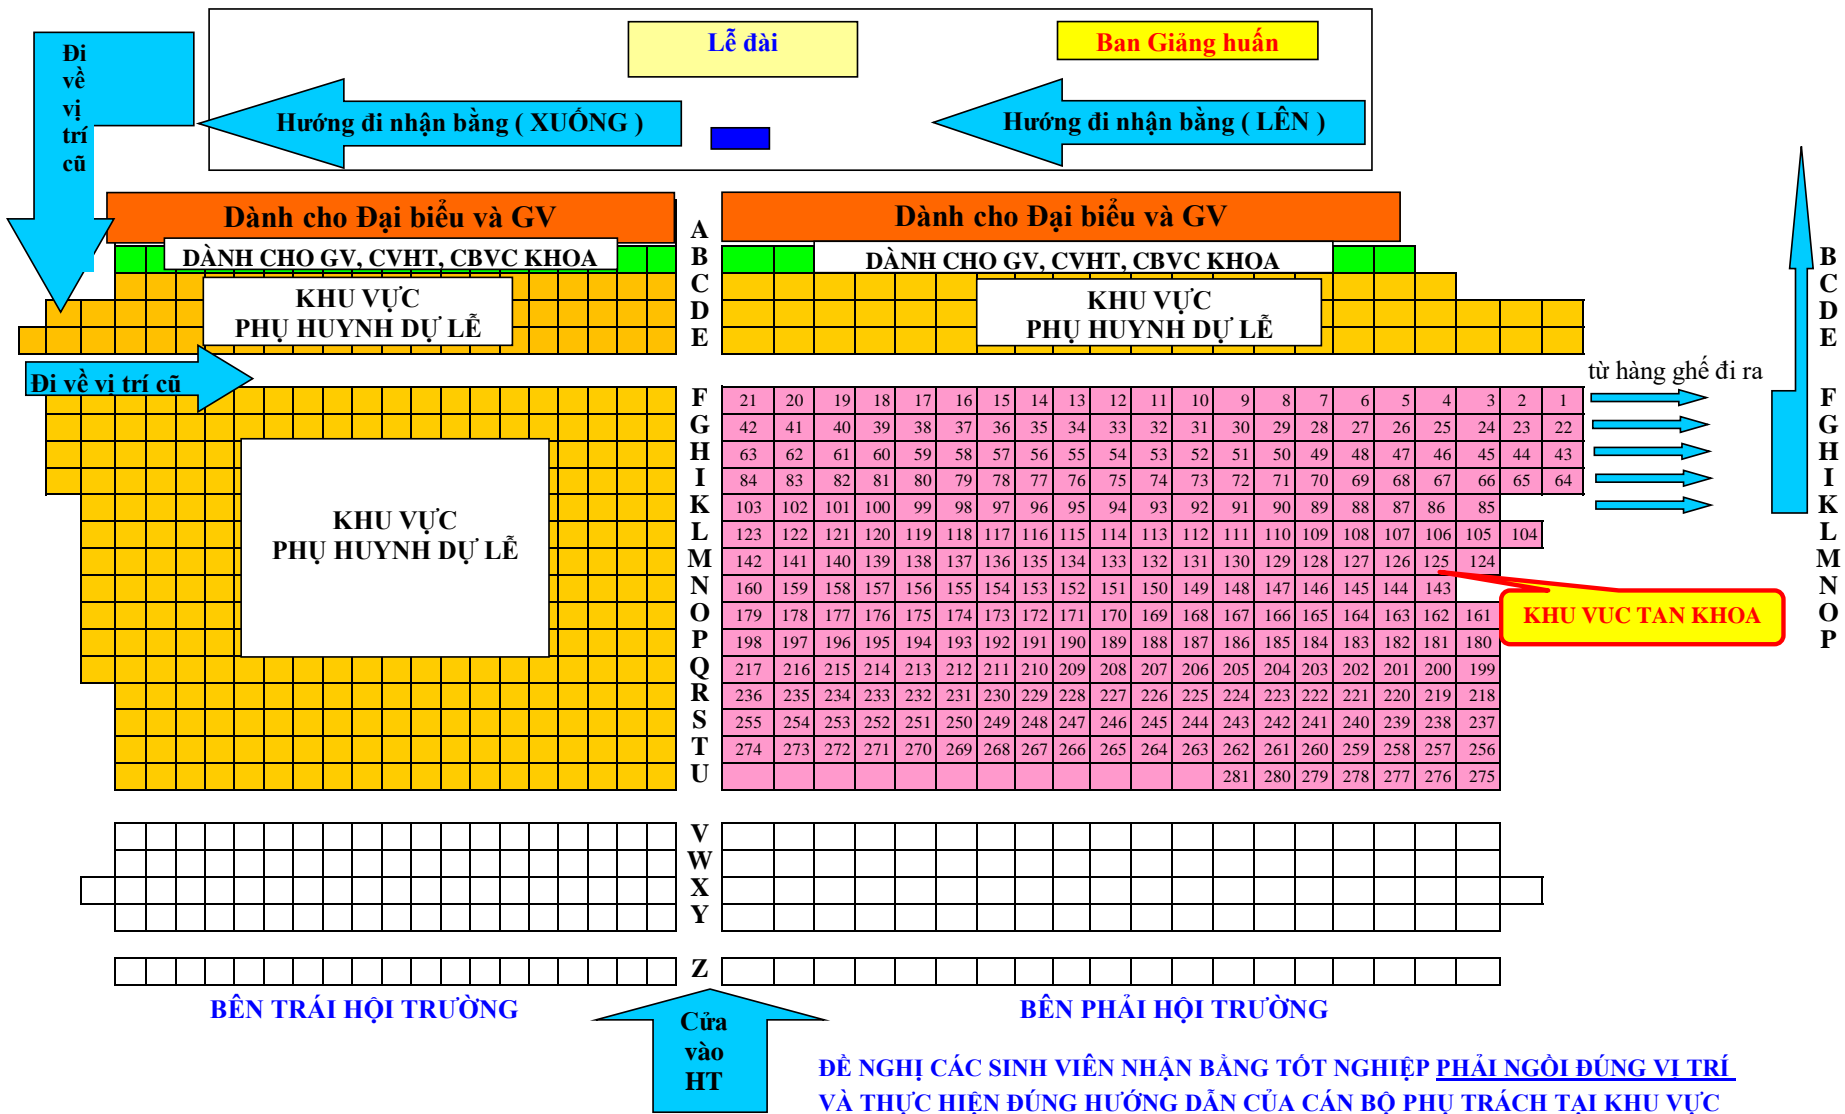 Đi
về
vị
trí
cũ
Lễ đài
Ban Giảng huấn
Hướng đi nhận bằng ( XUỐNG )
Hướng đi nhận bằng ( LÊN )
Dành cho Đại biểu và GV
Dành cho Đại biểu và GV
A
DÀNH CHO GV, CVHT, CBVC KHOA
B
DÀNH CHO GV, CVHT, CBVC KHOA
B
KHU VỰC
PHỤ HUYNH DỰ LỄ
C
D
E
KHU VỰC
PHỤ HUYNH DỰ LỄ
C
D
E
Đi về vị trí cũ
từ hàng ghế đi ra
F 21 20 19 18 17 16 15 14 13 12 11 10 9 8 7 6 5 4 3 2 1 F
G 42 41 40 39 38 37 36 35 34 33 32 31 30 29 28 27 26 25 24 23 22 G
H 63 62 61 60 59 58 57 56 55 54 53 52 51 50 49 48 47 46 45 44 43 H
I 84 83 82 81 80 79 78 77 76 75 74 73 72 71 70 69 68 67 66 65 64 I
K 103 102 101 100 99 98 97 96 95 94 93 92 91 90 89 88 87 86 85 K
L 123 122 121 120 119 118 117 116 115 114 113 112 111 110 109 108 107 106 105 104 L
M 142 141 140 139 138 137 136 135 134 133 132 131 130 129 128 127 126 125 124 M
N 160 159 158 157 156 155 154 153 152 151 150 149 148 147 146 145 144 143 N
O 179 178 177 176 175 174 173 172 171 170 169 168 167 166 165 164 163 162 161 O
P 198 197 196 195 194 193 192 191 190 189 188 187 186 185 184 183 182 181 180 P
Q 217 216 215 214 213 212 211 210 209 208 207 206 205 204 203 202 201 200 199
R 236 235 234 233 232 231 230 229 228 227 226 225 224 223 222 221 220 219 218
S 255 254 253 252 251 250 249 248 247 246 245 244 243 242 241 240 239 238 237
T 274 273 272 271 270 269 268 267 266 265 264 263 262 261 260 259 258 257 256
U 281 280 279 278 277 276 275
KHU VỰC
PHỤ HUYNH DỰ LỄ
KHU VUC TAN KHOA
V
W
X
Y
Z
BÊN TRÁI HỘI TRƯỜNG
BÊN PHẢI HỘI TRƯỜNG
Cửa
vào
HT
ĐỀ NGHỊ CÁC SINH VIÊN NHẬN BẰNG TỐT NGHIỆP PHẢI NGỒI ĐÚNG VỊ TRÍ
VÀ THỰC HIỆN ĐÚNG HƯỚNG DẪN CỦA CÁN BỘ PHỤ TRÁCH TẠI KHU VỰC